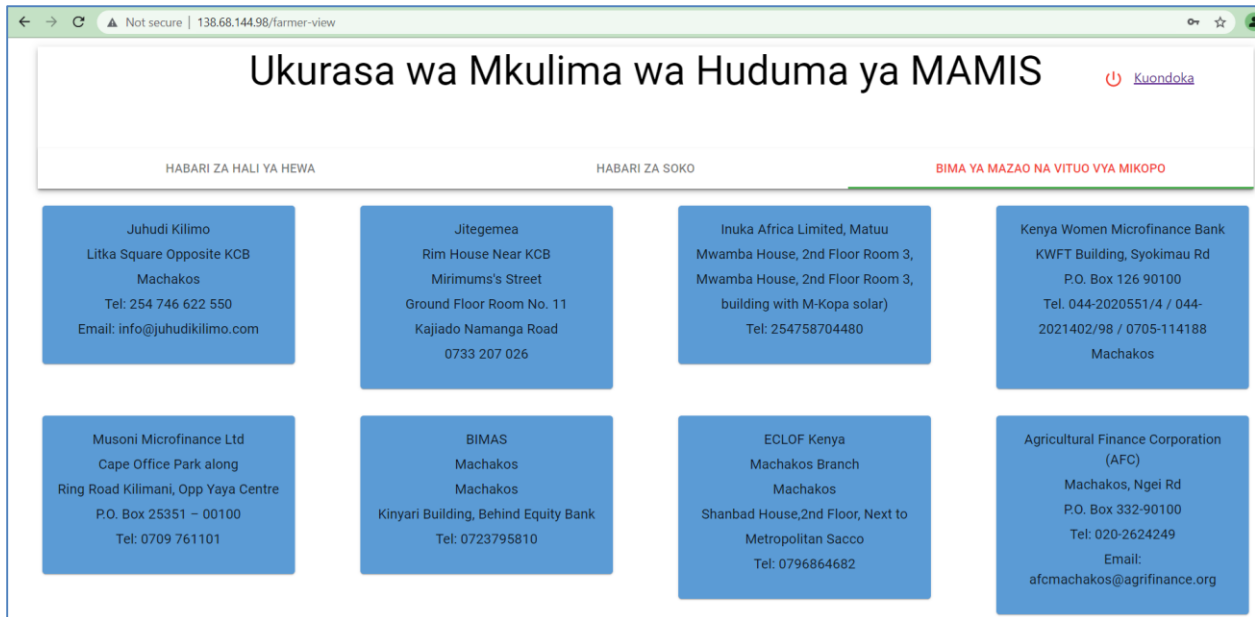 Not secure | 138.68.144.98/farmer-view
Ukurasa wa Mkulima wa Huduma ya MAMIS
Kuondoka
HABARI ZA HALI YA HEWA
HABARI ZA SOKO
BIMA YA MAZAO NA VITUO VYA MIKOPO
Juhudi Kilimo
Litka Square Opposite KCB
Machakos
Tel: 254 746 622 550
Email: info@juhudikilimo.com
Jitegemea
Rim House Near KCB
Mirimums's Street
Ground Floor Room No. 11
Kajiado Namanga Road
0733 207 026
Inuka Africa Limited, Matuu
Mwamba House, 2nd Floor Room 3,
Mwamba House, 2nd Floor Room 3,
building with M-Kopa solar)
Tel: 254758704480
Kenya Women Microfinance Bank
KWFT Building, Syokimau Rd
P.O. Box 126 90100
Tel. 044-2020551/4 / 044-
2021402/98 / 0705-114188
Machakos
Musoni Microfinance Ltd
Cape Office Park along
Ring Road Kilimani, Opp Yaya Centre
P.O. Box 25351 – 00100
Tel: 0709 761101
BIMAS
Machakos
Machakos
Kinyari Building, Behind Equity Bank
Tel: 0723795810
ECLOF Kenya
Machakos Branch
Machakos
Shanbad House,2nd Floor, Next to
Metropolitan Sacco
Tel: 0796864682
Agricultural Finance Corporation
(AFC)
Machakos, Ngei Rd
P.O. Box 332-90100
Tel: 020-2624249
Email:
afcmachakos@agrifinance.org